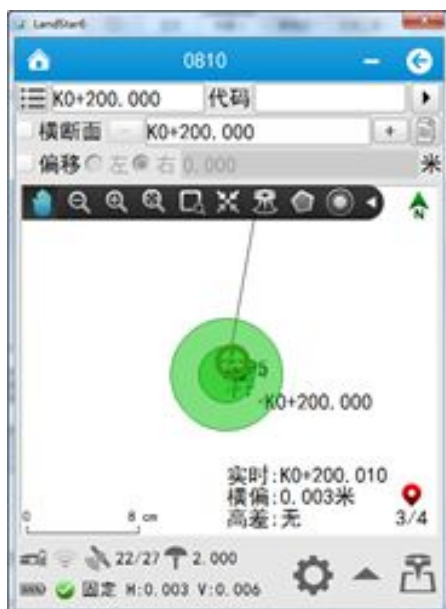 LandStar6
0810
K0+200.000 代码
横断面 - K0+200.000 +
偏移 左 右 0.000 米
N
K0+200.000
实时:K0+200.010
横偏:0.003米
高差:无
3/4
0 8 cm
22/27 2.000
固定 H:0.003 V:0.006